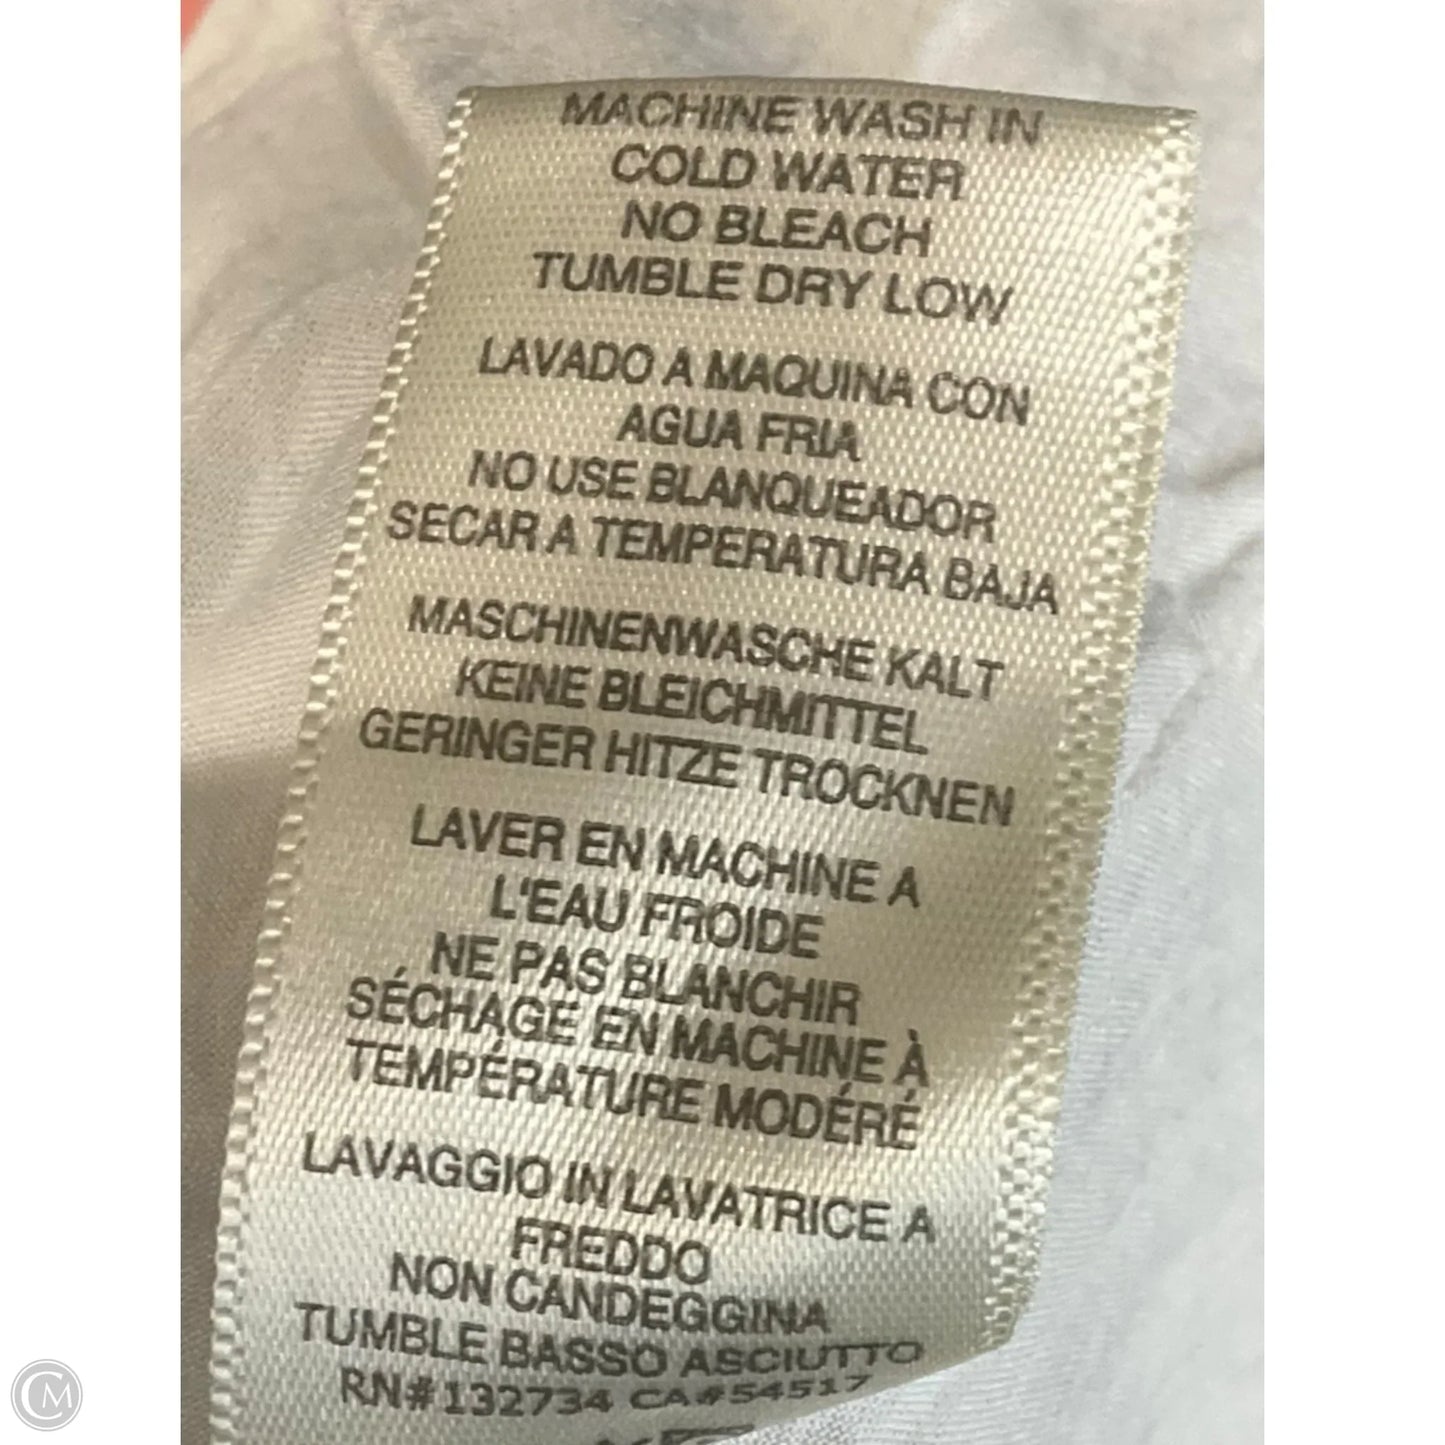 MACHINE WASH IN
COLD WATER
NO BLEACH
TUMBLE DRY LOW
LAVADO A MAQUINA CON
AGUA FRIA
NO USE BLANQUEADOR
SECAR A TEMPERATURA BAJA
MASCHINENWASCHE KALT
KEINE BLEICHMITTEL
GERINGER HITZE TROCKNEN
LAVER EN MACHINE A
L'EAU FROIDE
NE PAS BLANCHIR
SÉCHAGE EN MACHINE À
TEMPÉRATURE MODÉRÉ
LAVAGGIO IN LAVATRICE A
FREDDO
NON CANDEGGINA
TUMBLE BASSO ASCIUTTO
RN#132734 CA#54517
CM